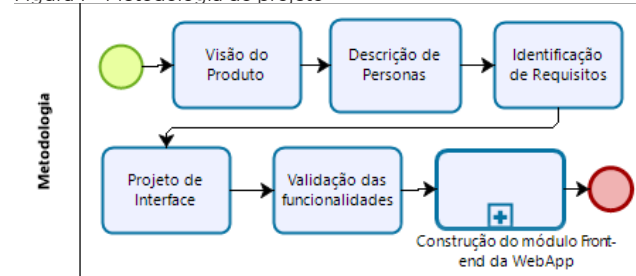 Metodologia
Visão do
Produto
Descrição de
Personas
Identificação
de Requisitos
Projeto de
Interface
Validação das
funcionalidades
Construção do módulo Front-
end da WebApp